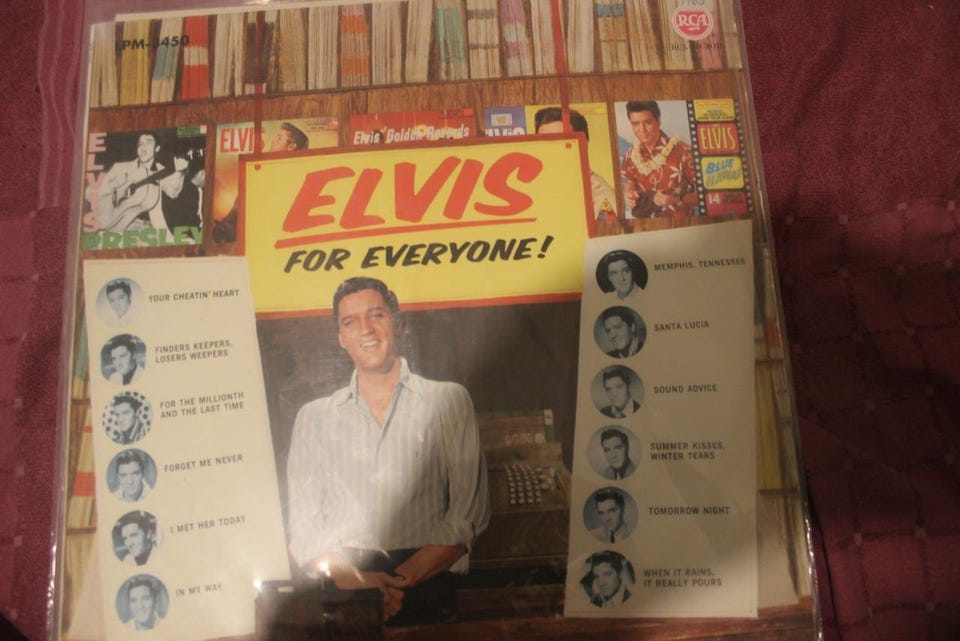 LPM-3450
RCA
ELVIS
PRESLEY
ELVIS
Elvis' Golden Records
ELVIS
ELVIS
BLUE
HAWAII
14
ELVIS
FOR EVERYONE!
YOUR CHEATIN' HEART
FINDERS KEEPERS,
LOSERS WEEPERS
FOR THE MILLIONTH
AND THE LAST TIME
FORGET ME NEVER
I MET HER TODAY
IN MY WAY
MEMPHIS, TENNESSEE
SANTA LUCIA
SOUND ADVICE
SUMMER KISSES,
WINTER TEARS
TOMORROW NIGHT
WHEN IT RAINS,
IT REALLY POURS